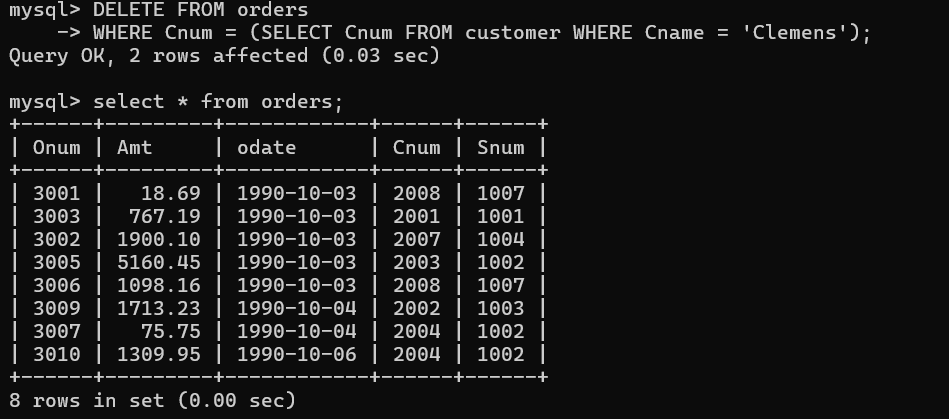 mysql> DELETE FROM orders
    -> WHERE Cnum = (SELECT Cnum FROM customer WHERE Cname = 'Clemens');
Query OK, 2 rows affected (0.03 sec)

mysql> select * from orders;
+------+---------+------------+------+------+
| Onum | Amt     | odate      | Cnum | Snum |
+------+---------+------------+------+------+
| 3001 |   18.69 | 1990-10-03 | 2008 | 1007 |
| 3003 |  767.19 | 1990-10-03 | 2001 | 1001 |
| 3002 | 1900.10 | 1990-10-03 | 2007 | 1004 |
| 3005 | 5160.45 | 1990-10-03 | 2003 | 1002 |
| 3006 | 1098.16 | 1990-10-03 | 2008 | 1007 |
| 3009 | 1713.23 | 1990-10-04 | 2002 | 1003 |
| 3007 |   75.75 | 1990-10-04 | 2004 | 1002 |
| 3010 | 1309.95 | 1990-10-06 | 2004 | 1002 |
+------+---------+------------+------+------+
8 rows in set (0.00 sec)